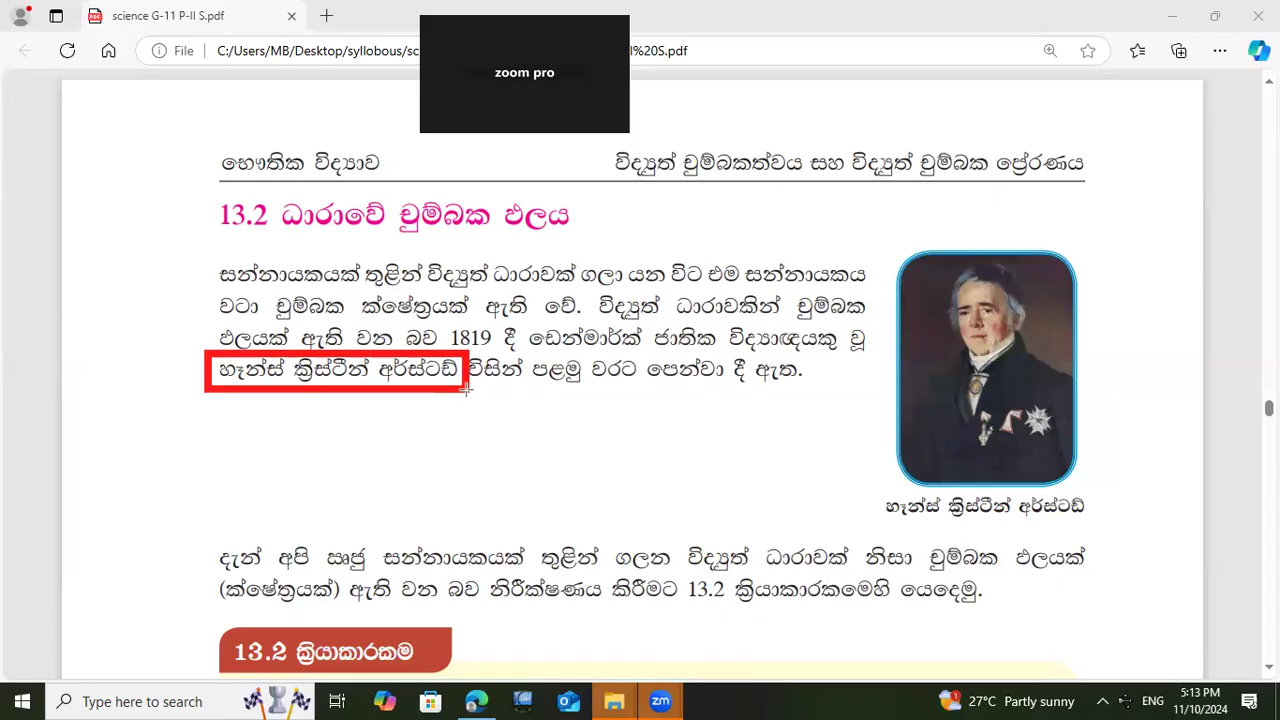 science G-11 P-II S.pdf
File
C:/Users/MB/Desktop/syllobous/sc
l%20S.pdf
zoom pro
භෞතික විද්‍යාව
විද්‍යුත් චුම්බකත්වය සහ විද්‍යුත් චුම්බක ප්‍රේරණය
13.2 ධාරාවේ චුම්බක ඵලය
සන්නායකයක් තුළින් විද්‍යුත් ධාරාවක් ගලා යන විට එම සන්නායකය
වටා චුම්බක ක්ෂේත්‍රයක් ඇති වේ. විද්‍යුත් ධාරාවකින් චුම්බක
ඵලයක් ඇති වන බව 1819 දී ඩෙන්මාර්ක් ජාතික විද්‍යාඥයකු වූ
හෑන්ස් ක්‍රිස්ටීන් අර්ස්ටඩ් විසින් පළමු වරට පෙන්වා දී ඇත.
හෑන්ස් ක්‍රිස්ටීන් අර්ස්ටඩ්
දැන් අපි සෘජු සන්නායකයක් තුළින් ගලන විද්‍යුත් ධාරාවක් නිසා චුම්බක ඵලයක්
(ක්ෂේත්‍රයක්) ඇති වන බව නිරීක්ෂණය කිරීමට 13.2 ක්‍රියාකාරකමෙහි යෙදෙමු.
13.2 ක්‍රියාකාරකම
Type here to search
zm
27°C Partly sunny
ENG
5:13 PM
11/10/2024